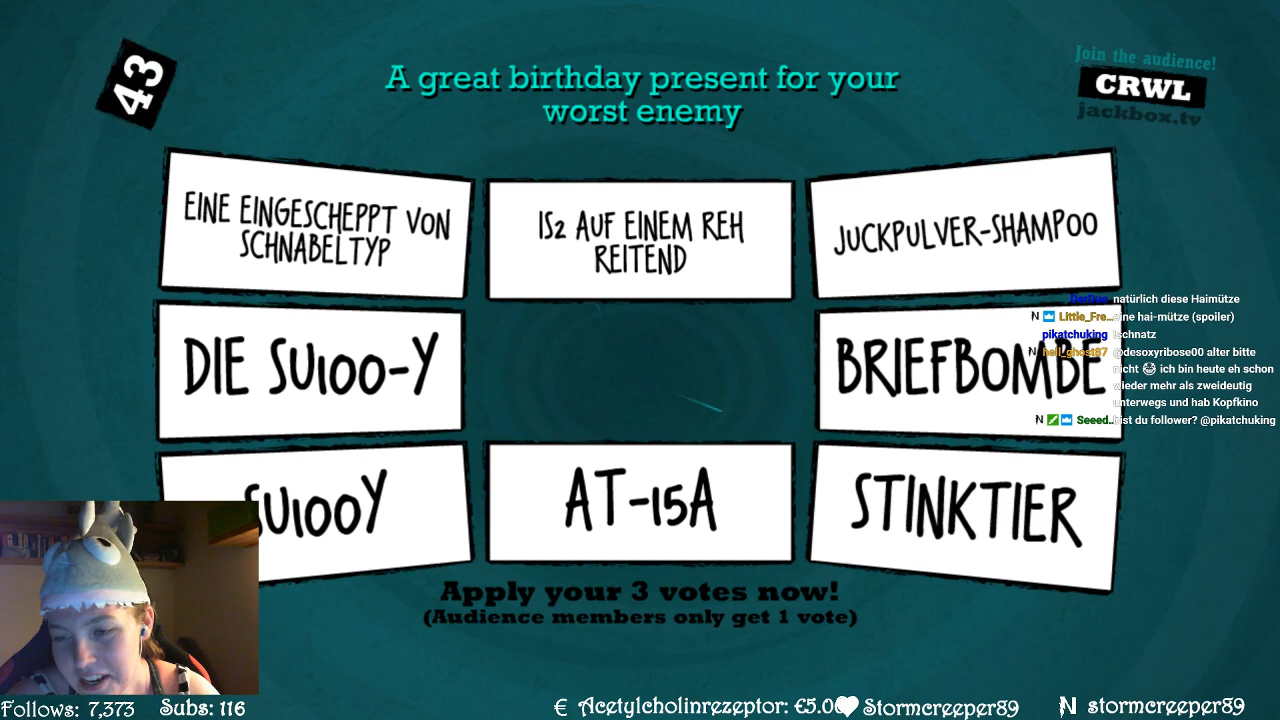 43
A great birthday present for your
worst enemy
Join the audience!
CRWL
jackbox.tv
EINE EINGESCHEPPT VON
SCHNABELTYP
IS2 AUF EINEM REH
REITEND
JUCKPULVER-SHAMPOO
DIE SU100-Y
BRIEFBOMBE
SU100Y
AT-15A
STINKTIER
natürlich diese Haimütze
Little_Fre... eine hai-mütze (spoiler)
pikatchuking !schnatz
hell_ghost87 @desoxyribose00 alter bitte
nicht 😂 ich bin heute eh schon
wieder mehr als zweideutig
unterwegs und hab Kopfkino
Seeed.. bist du follower? @pikatchuking
Apply your 3 votes now!
(Audience members only get 1 vote)
Follows: 7,373 Subs: 116 € Acetylcholinrezeptor: €5.0 Stormcreeper89 N stormcreeper89